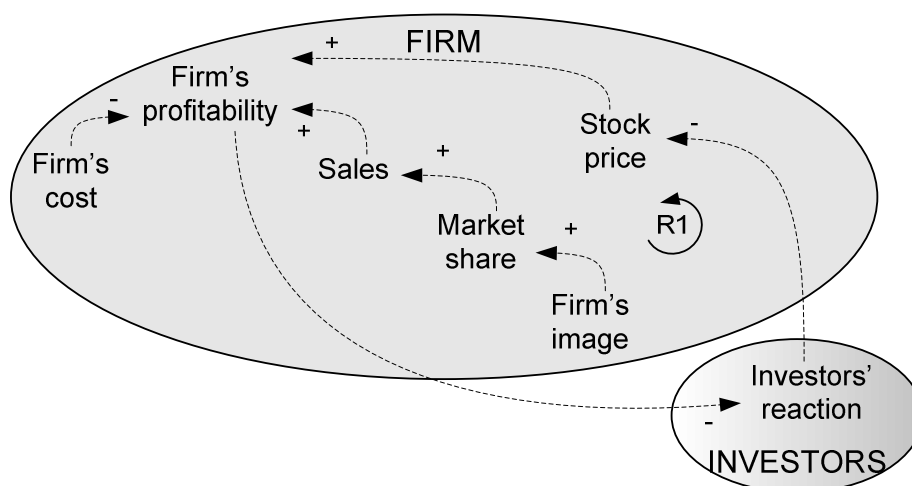 FIRM
+
Firm's
profitability
-
+
Firm's
cost
Sales
+
Stock
price
-
Market
share
+
R1
Firm's
image
Investors'
reaction
-
INVESTORS